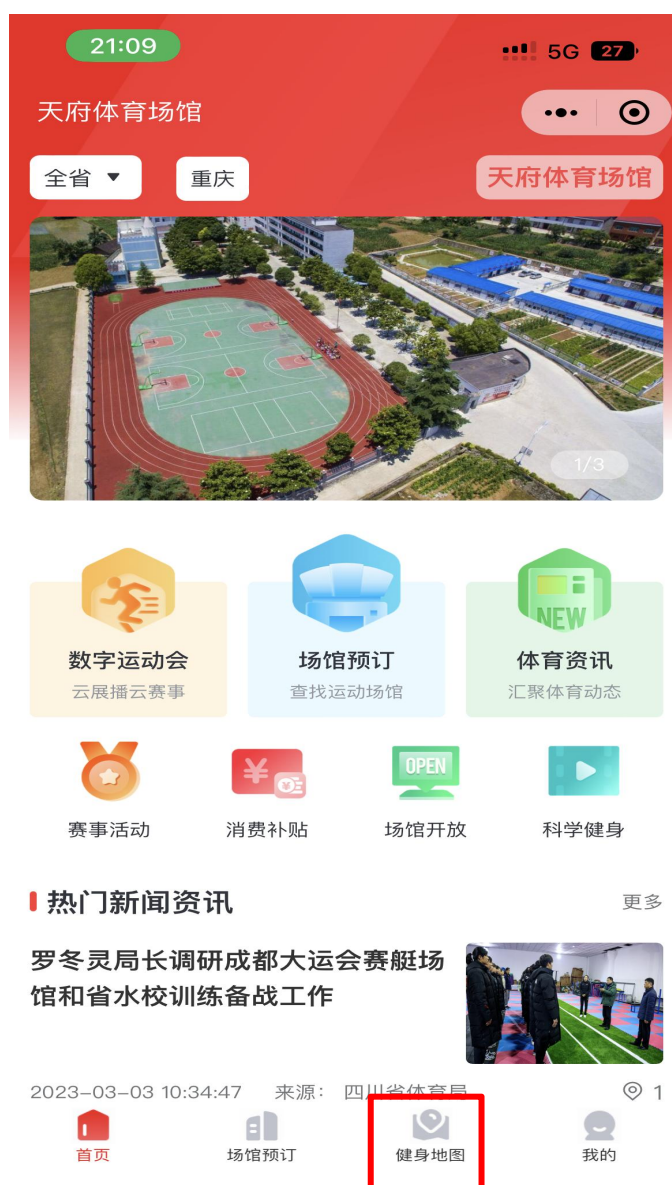 21:09
5G 27
天府体育场馆
全省
重庆
天府体育场馆
1/3
NEW
数字运动会
场馆预订
体育资讯
云展播云赛事
查找运动场馆
汇聚体育动态
OPEN
赛事活动
消费补贴
场馆开放
科学健身
热门新闻资讯
更多
罗冬灵局长调研成都大运会赛艇场
馆和省水校训练备战工作
2023-03-03 10:34:47 来源: 四川省体育局
1
首页
场馆预订
健身地图
我的